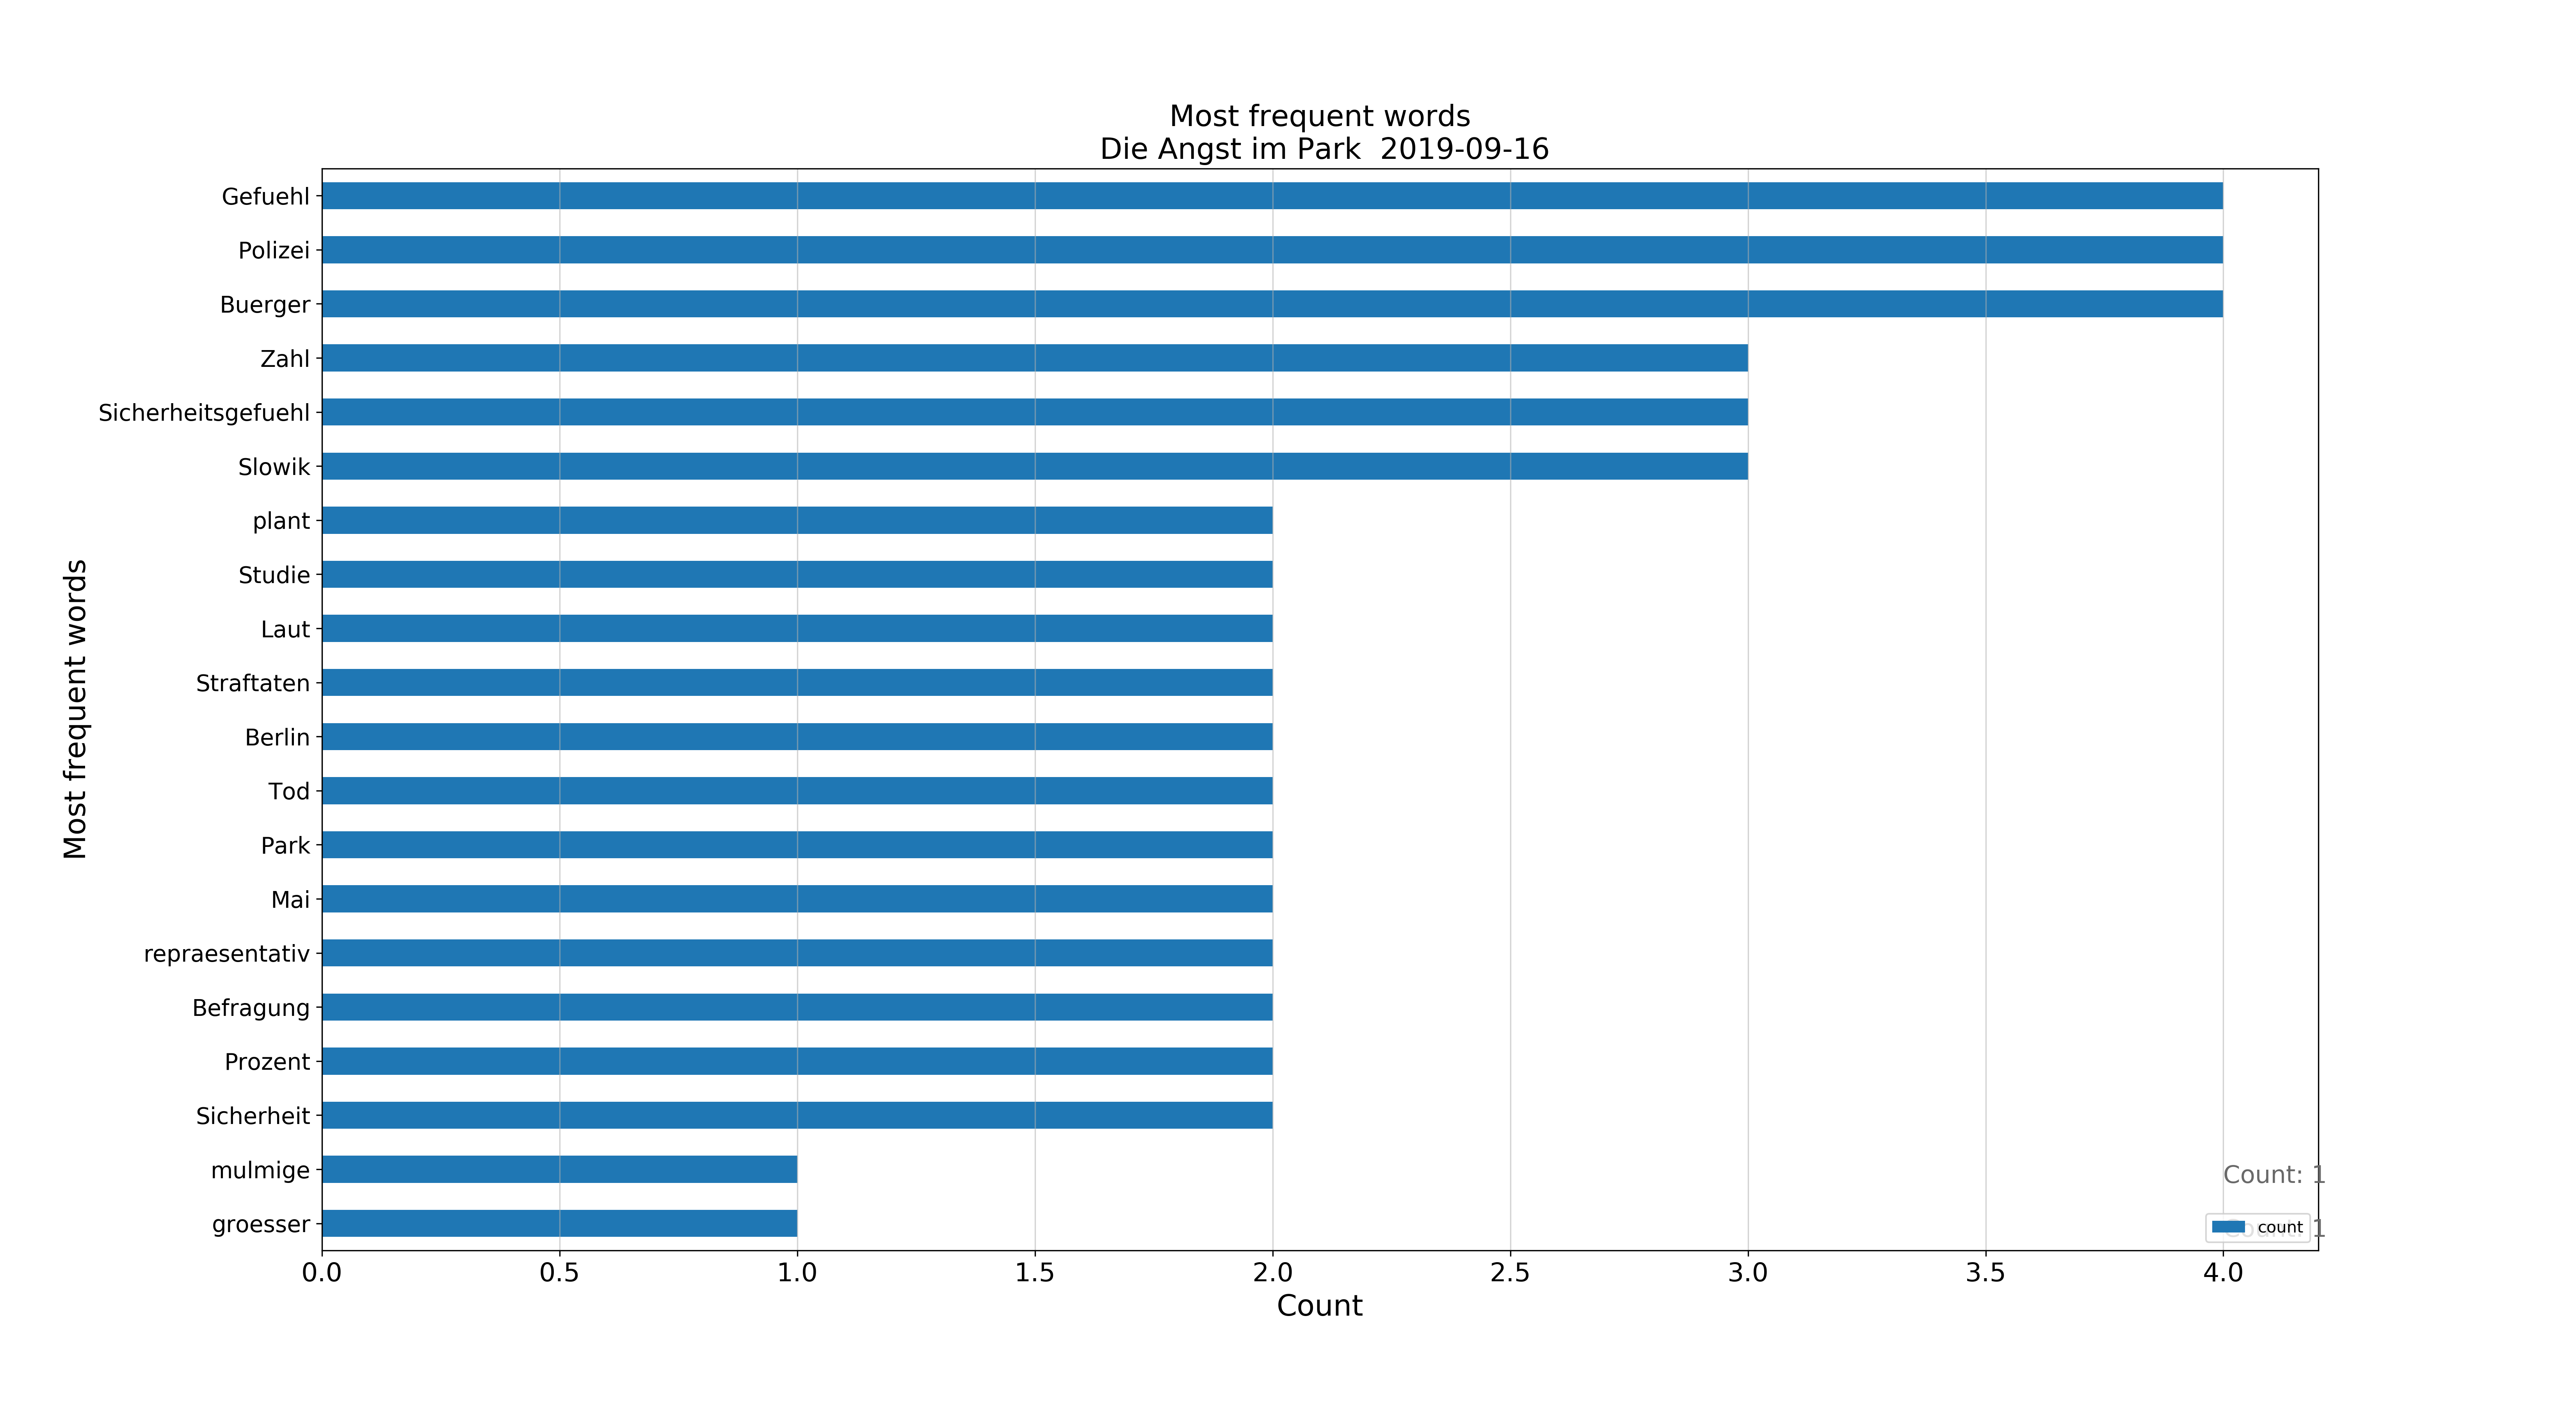 Most frequent words
Die Angst im Park  2019-09-16
Gefuehl
Polizei
Buerger
Zahl
Sicherheitsgefuehl
Slowik
plant
Studie
Laut
Straftaten
Berlin
Tod
Park
Mai
repraesentativ
Befragung
Prozent
Sicherheit
mulmige
groesser
Most frequent words
Count: 1
Count: 1
count
0.0 0.5 1.0 1.5 2.0 2.5 3.0 3.5 4.0
Count